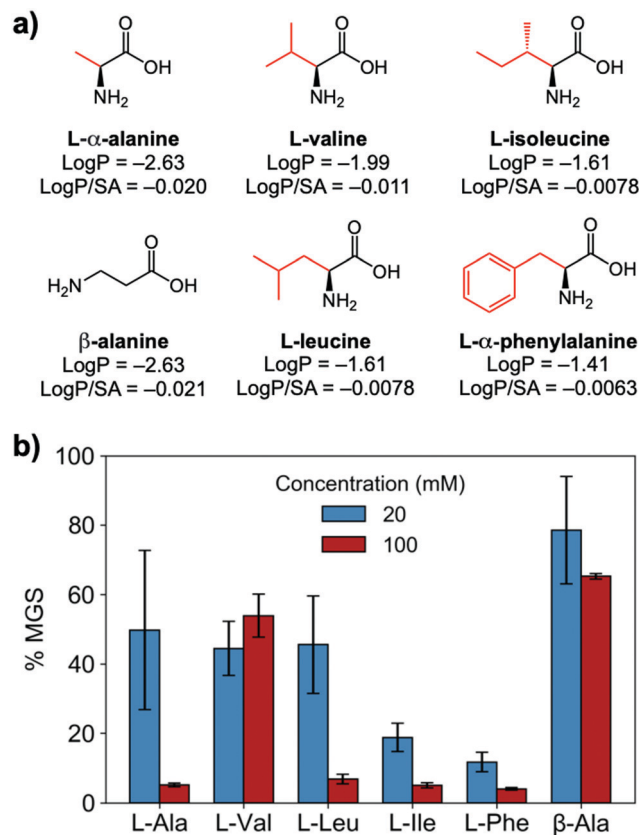 a)
O
OH
NH2
L-α-alanine
LogP = −2.63
LogP/SA = −0.020
O
OH
NH2
L-valine
LogP = −1.99
LogP/SA = −0.011
O
OH
NH2
L-isoleucine
LogP = −1.61
LogP/SA = −0.0078
O
H2N
OH
β-alanine
LogP = −2.63
LogP/SA = −0.021
O
OH
NH2
L-leucine
LogP = −1.61
LogP/SA = −0.0078
O
OH
NH2
L-α-phenylalanine
LogP = −1.41
LogP/SA = −0.0063
b)
% MGS
100
80
60
40
20
0
Concentration (mM)
20
100
L-Ala L-Val L-Leu L-Ile L-Phe β-Ala